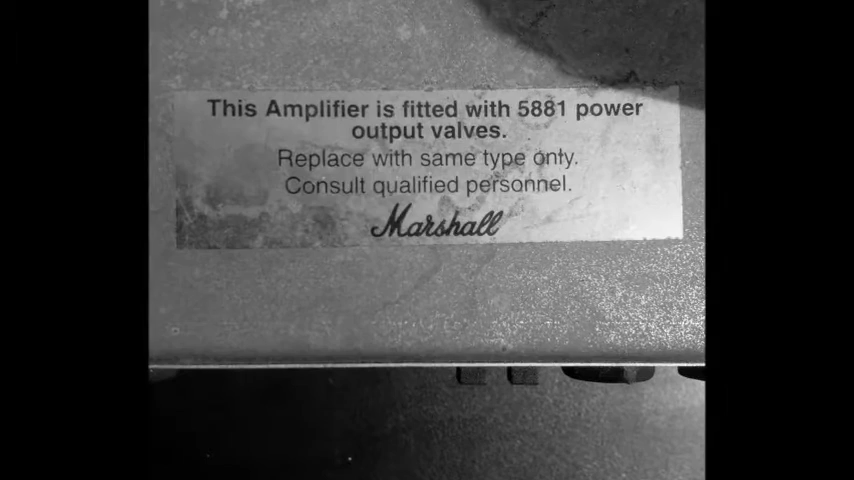 This Amplifier is fitted with 5881 power
output valves.
Replace with same type only.
Consult qualified personnel.
Marshall